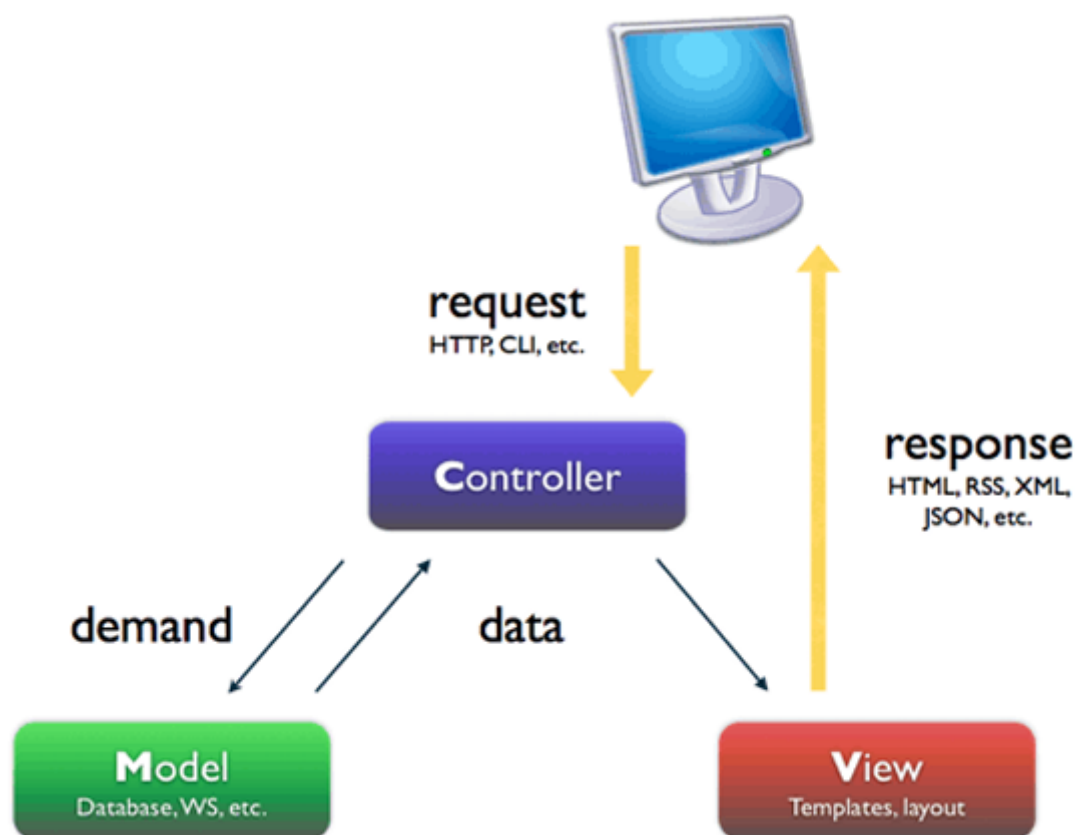 request
HTTP, CLI, etc.
Controller
response
HTML, RSS, XML,
JSON, etc.
demand
data
Model
Database, WS, etc.
View
Templates, layout